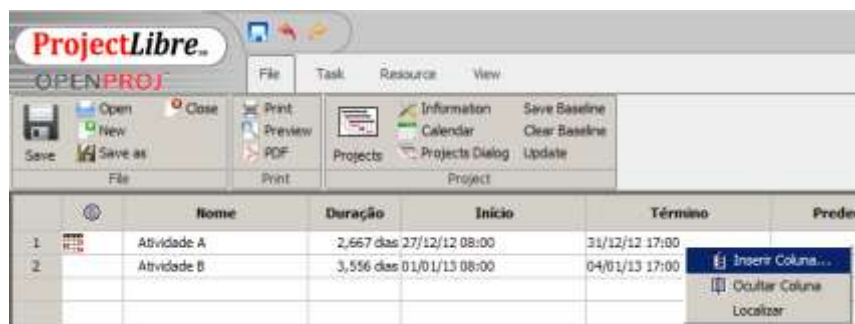 ProjectLibre™
OPENPROJ
File Task Resource View
Save Open New Save as Close
Print Preview PDF
Projects Information Calendar Projects Dialog Save Baseline Clear Baseline Update
File Print Project
Nome Duração Início Término Prede
1 Atividade A 2,667 dias 27/12/12 08:00 31/12/12 17:00
2 Atividade B 3,556 dias 01/01/13 08:00 04/01/13 17:00
Inserir Coluna...
Ocultar Coluna
Localizar